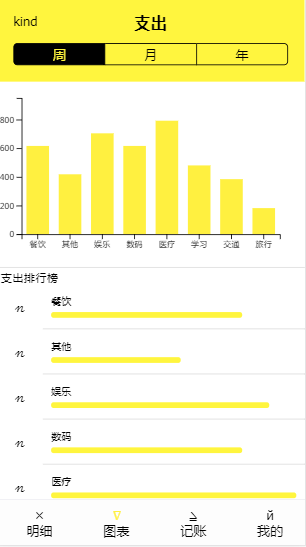 kind
支出
周 月 年
800
600
400
200
0
餐饮 其他 娱乐 数码 医疗 学习 交通 旅行
支出排行榜
n 餐饮
n 其他
n 娱乐
n 数码
n 医疗
明细 图表 记账 我的